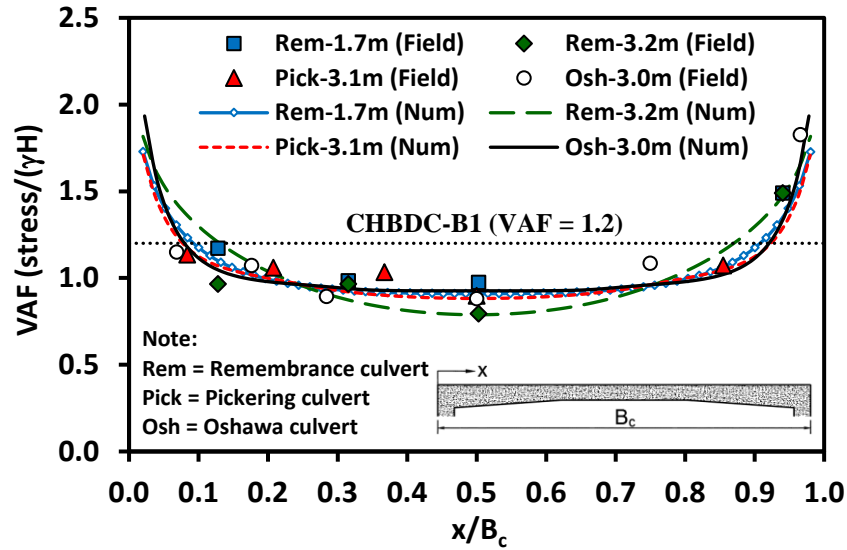 2.5
2.0
1.5
1.0
0.5
0.0
VAF (stress/(γH)
Rem-1.7m (Field) Rem-3.2m (Field)
Pick-3.1m (Field) Osh-3.0m (Field)
Rem-1.7m (Num) Rem-3.2m (Num)
Pick-3.1m (Num) Osh-3.0m (Num)
CHBDC-B1 (VAF = 1.2)
Note:
Rem = Remembrance culvert
Pick = Pickering culvert
Osh = Oshawa culvert
x
Bc
0.0 0.1 0.2 0.3 0.4 0.5 0.6 0.7 0.8 0.9 1.0
x/Bc